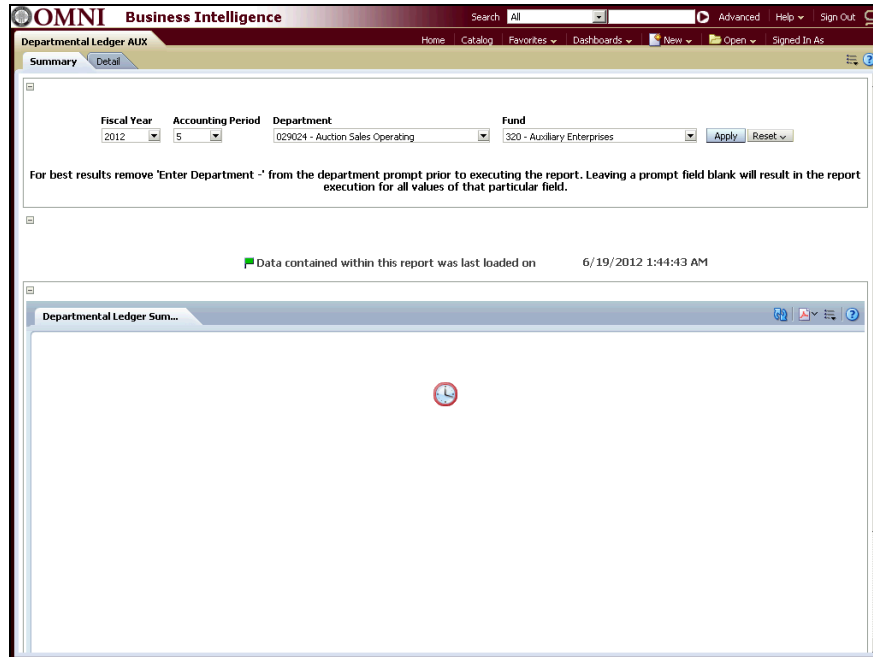 OMNI Business Intelligence Search All Advanced Help Sign Out
Departmental Ledger AUX Home Catalog Favorites Dashboards New Open Signed In As
Summary Detail
Fiscal Year Accounting Period Department Fund
2012 5 029024 - Auction Sales Operating 320 - Auxiliary Enterprises Apply Reset
For best results remove 'Enter Department -' from the department prompt prior to executing the report. Leaving a prompt field blank will result in the report
execution for all values of that particular field.
Data contained within this report was last loaded on 6/19/2012 1:44:43 AM
Departmental Ledger Sum...